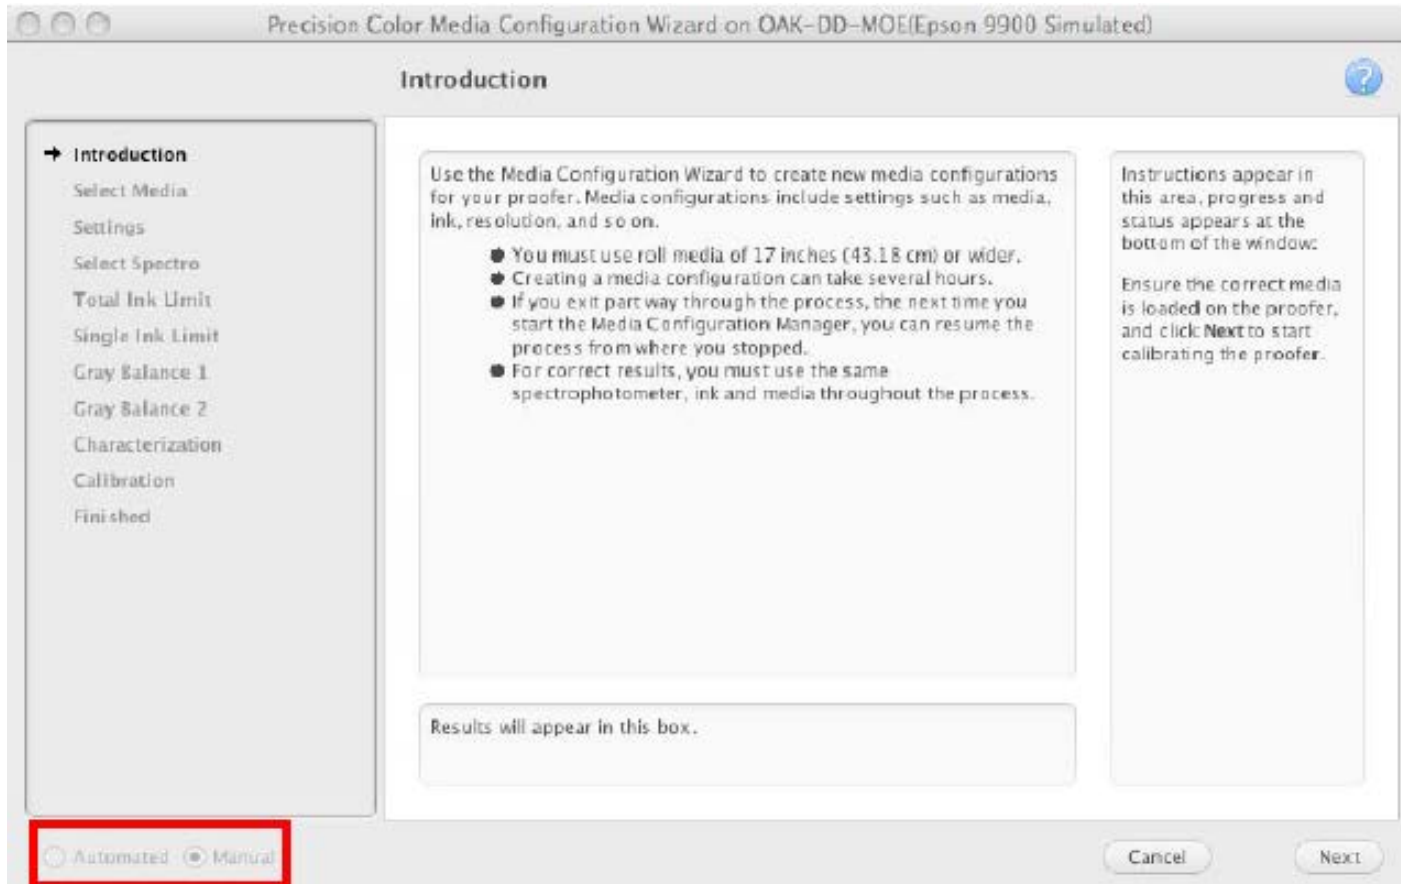 Precision Color Media Configuration Wizard on OAK-DD-MOE(Epson 9900 Simulated)
Introduction
?
Introduction
Select Media
Settings
Select Spectro
Total Ink Limit
Single Ink Limit
Gray Balance 1
Gray Balance 2
Characterization
Calibration
Finished
Use the Media Configuration Wizard to create new media configurations
for your proofer. Media configurations include settings such as media,
ink, resolution, and so on.
You must use roll media of 17 inches (43.18 cm) or wider.
Creating a media configuration can take several hours.
If you exit part way through the process, the next time you
start the Media Configuration Manager, you can resume the
process from where you stopped.
For correct results, you must use the same
spectrophotometer, ink and media throughout the process.
Results will appear in this box.
Instructions appear in
this area, progress and
status appears at the
bottom of the window:
Ensure the correct media
is loaded on the proofer,
and click Next to start
calibrating the proofer.
Automated Manual
Cancel Next